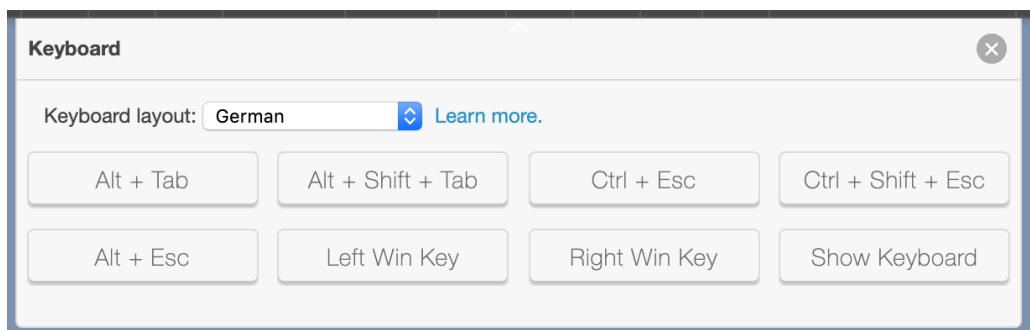 Keyboard
Keyboard layout: German Learn more.
Alt + Tab Alt + Shift + Tab Ctrl + Esc Ctrl + Shift + Esc
Alt + Esc Left Win Key Right Win Key Show Keyboard